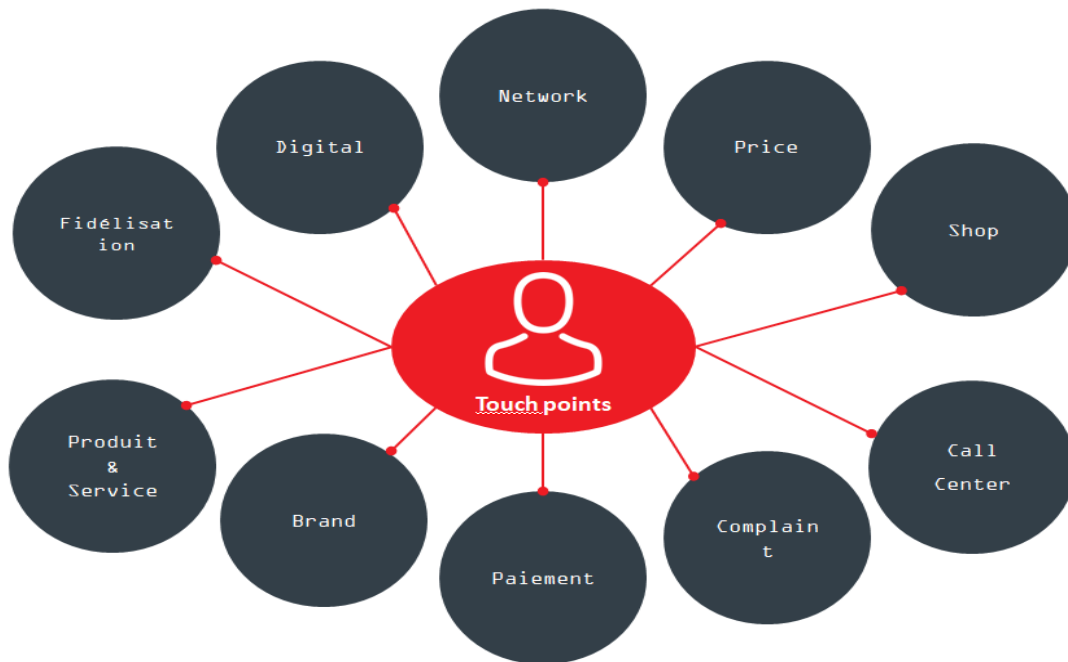 Network
Digital
Price
Fidélisat
ion
Shop
Touch points
Produit
&
Service
Call
Center
Brand
Complain
t
Paiement